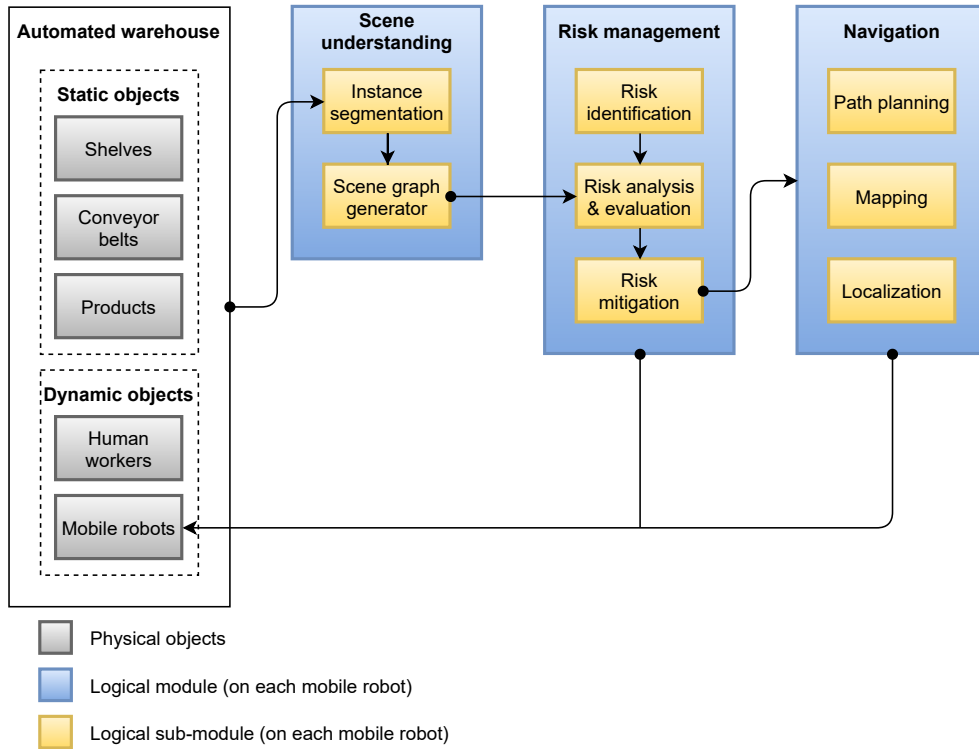 Automated warehouse
Static objects
Shelves
Conveyor
belts
Products
Dynamic objects
Human
workers
Mobile robots
Scene
understanding
Instance
segmentation
Scene graph
generator
Risk management
Risk
identification
Risk analysis
& evaluation
Risk
mitigation
Navigation
Path planning
Mapping
Localization
Physical objects
Logical module (on each mobile robot)
Logical sub-module (on each mobile robot)